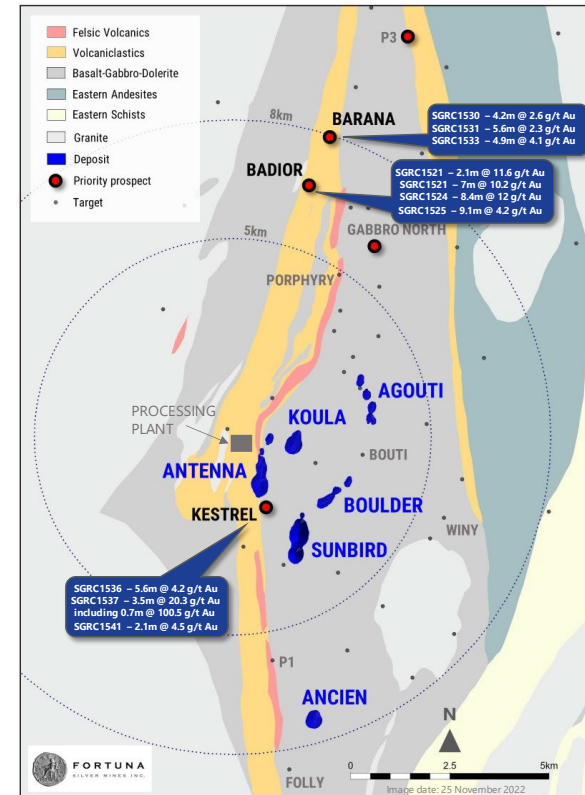 Felsic Volcanics
Volcaniclastics
Basalt-Gabbro-Dolerite
Eastern Andesites
Eastern Schists
Granite
Deposit
Priority prospect
Target
P3
8km
BARANA
SGRC1530 – 4.2m @ 2.6 g/t Au
SGRC1531 – 5.6m @ 2.3 g/t Au
SGRC1533 – 4.9m @ 4.1 g/t Au
BADIOR
SGRC1521 – 2.1m @ 11.6 g/t Au
SGRC1521 – 7m @ 10.2 g/t Au
SGRC1524 – 8.4m @ 12 g/t Au
SGRC1525 – 9.1m @ 4.2 g/t Au
5km
GABBRO NORTH
PORPHYRY
AGOUTI
PROCESSING
PLANT
KOULA
BOUTI
ANTENNA
BOULDER
KESTREL
WINY
SUNBIRD
SGRC1536 – 5.6m @ 4.2 g/t Au
SGRC1537 – 3.5m @ 20.3 g/t Au
including 0.7m @ 100.5 g/t Au
SGRC1541 – 2.1m @ 4.5 g/t Au
P1
ANCIEN
N
FORTUNA
SILVER MINES INC.
FOLLY
0 2.5 5km
Image date: 25 November 2022